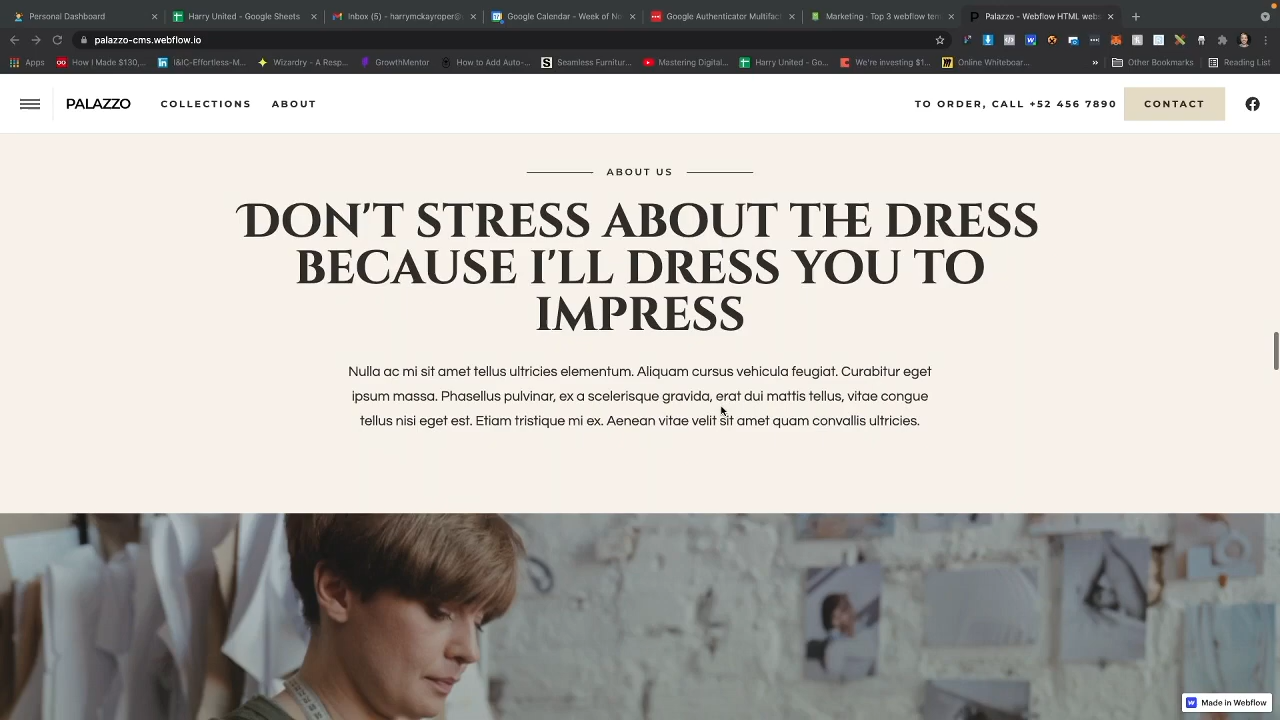 Personal Dashboard
Harry United - Google Sheets
Inbox (5) - harrymckayroper@
Google Calendar - Week of No
Google Authenticator Multifac
Marketing - Top 3 webflow tem
Palazzo - Webflow HTML webs
palazzo-cms.webflow.io
Apps
How I Made $130,...
I&IC-Effortless-M...
Wizardry - A Resp...
GrowthMentor
How to Add Auto-...
Seamless Furnitur...
Mastering Digital...
Harry United - Go...
We're investing $1...
Online Whiteboar...
»
Other Bookmarks
Reading List
PALAZZO
COLLECTIONS
ABOUT
TO ORDER, CALL +52 456 7890
CONTACT
ABOUT US
DON'T STRESS ABOUT THE DRESS
BECAUSE I'LL DRESS YOU TO
IMPRESS
Nulla ac mi sit amet tellus ultricies elementum. Aliquam cursus vehicula feugiat. Curabitur eget
ipsum massa. Phasellus pulvinar, ex a scelerisque gravida, erat dui mattis tellus, vitae congue
tellus nisi eget est. Etiam tristique mi ex. Aenean vitae velit sit amet quam convallis ultricies.
Made in Webflow